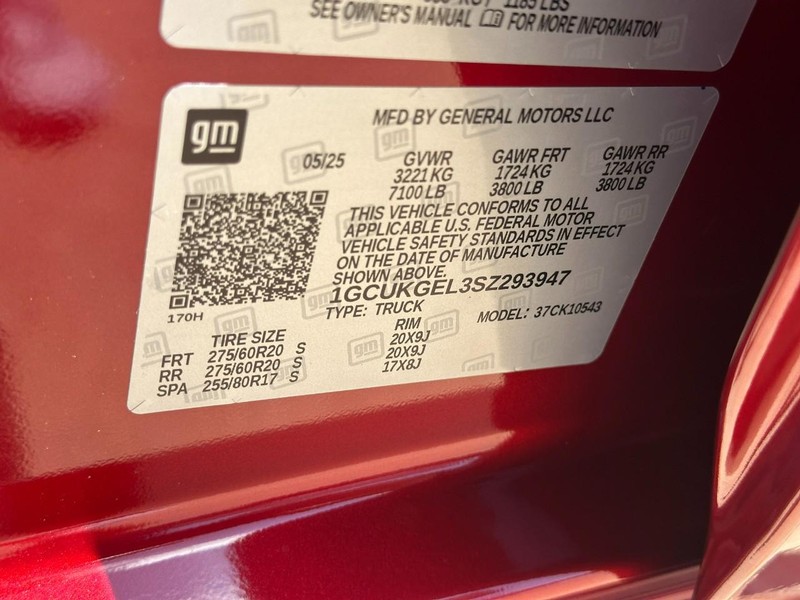 1185 LBS
SEE OWNER'S MANUAL FOR MORE INFORMATION
gm
MFD BY GENERAL MOTORS LLC
05/25 GVWR GAWR FRT GAWR RR
3221 KG 1724 KG 1724 KG
7100 LB 3800 LB 3800 LB
THIS VEHICLE CONFORMS TO ALL
APPLICABLE U.S. FEDERAL MOTOR
VEHICLE SAFETY STANDARDS IN EFFECT
ON THE DATE OF MANUFACTURE
SHOWN ABOVE.
1GCUKGEL3SZ293947
170H
TYPE: TRUCK MODEL: 37CK10543
TIRE SIZE RIM
FRT 275/60R20 S 20X9J
RR 275/60R20 S 20X9J
SPA 255/80R17 S 17X8J